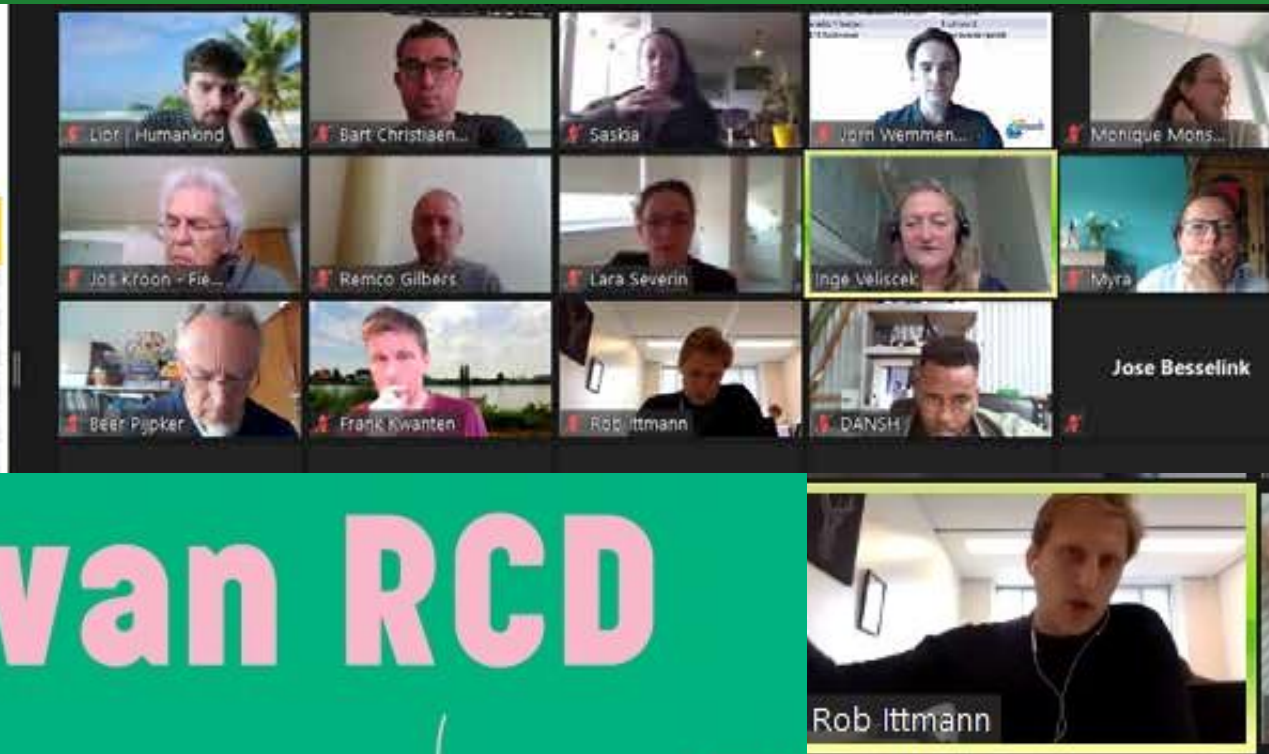 Lior | Humankind
Bart Christiaen...
Saskia
Jorn Wemmen...
Monique Mons...
Jos Kroon - Fie...
Remco Gilbers
Lara Severin
Inge Veliscek
Myra
Beer Pijpker
Frank Kwanten
Rob Ittmann
DANSH
Jose Besselink
van RCD
Rob Ittmann